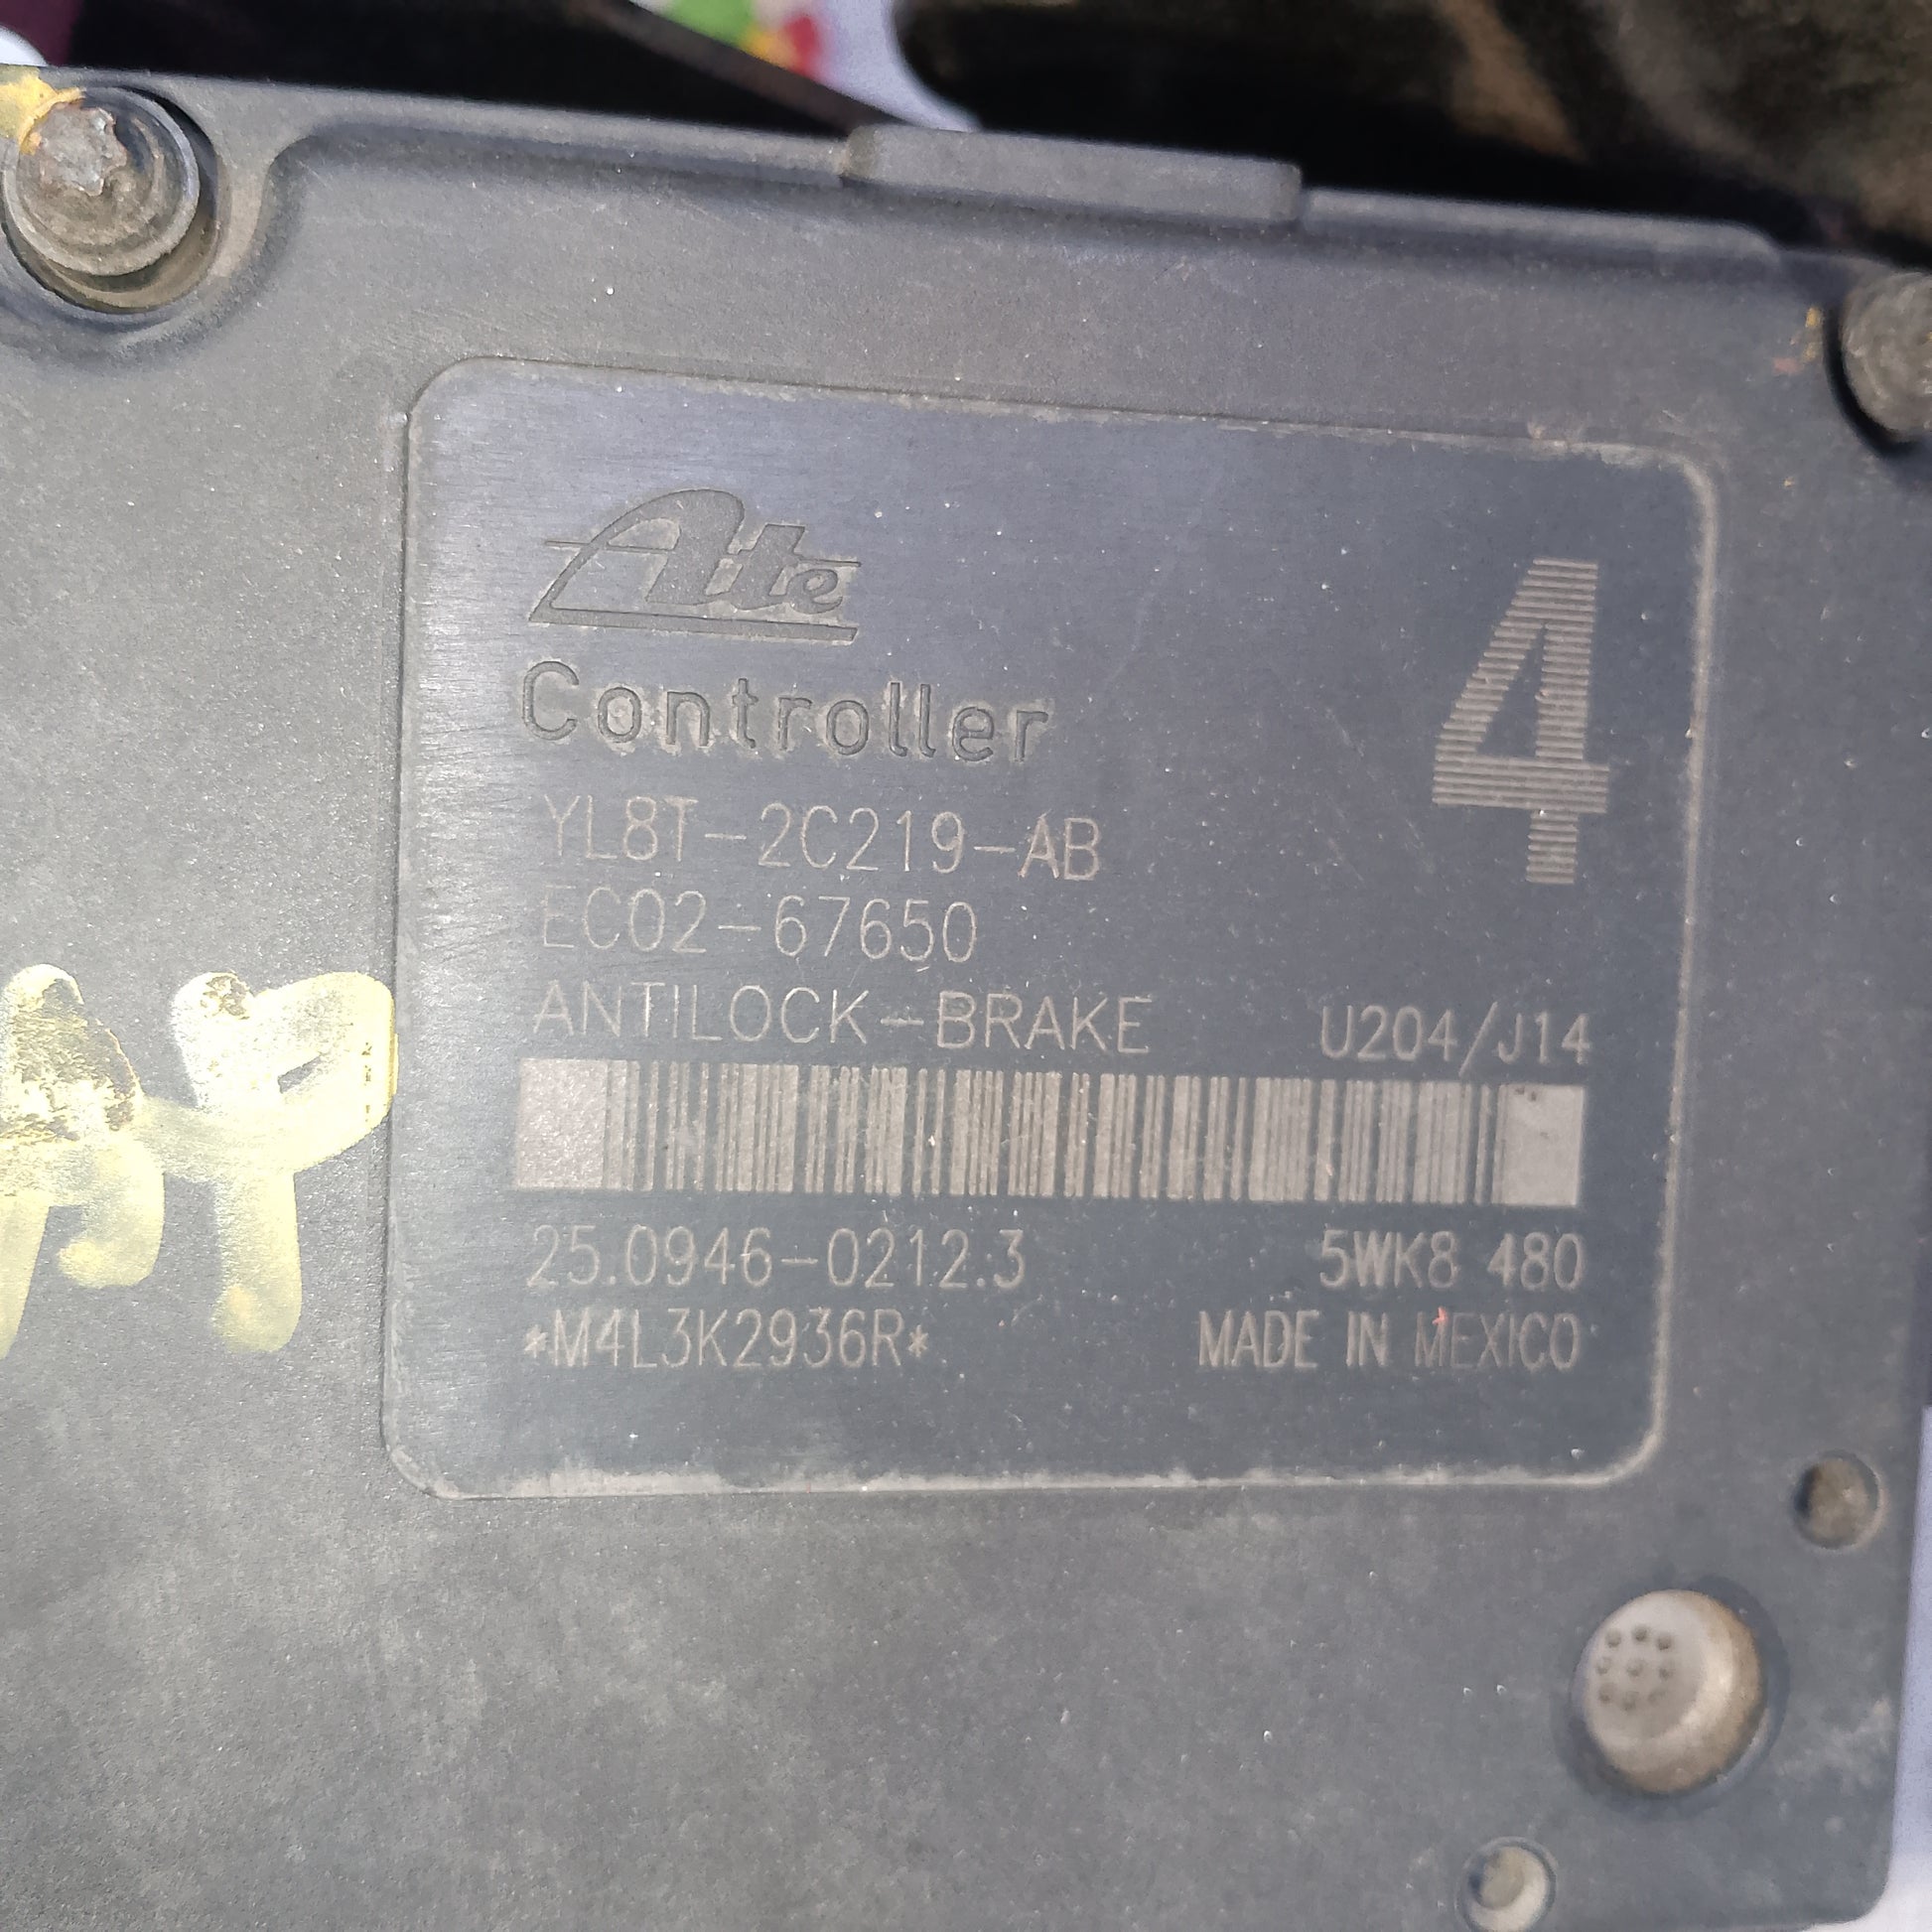 Ate
4
Controller
YL8T-2C219-AB
EC02-67650
ANTILOCK-BRAKE U204/J14
25.0946-0212.3 5WK8 480
*M4L3K2936R* MADE IN MEXICO